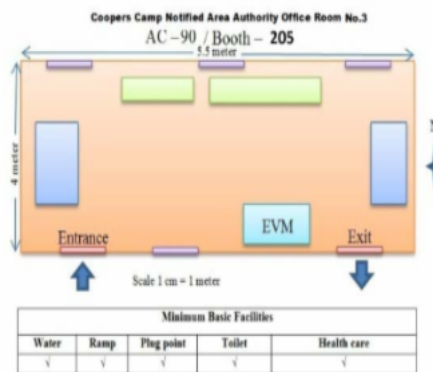 Coopers Camp Notified Area Authority Office Room No.3
AC -90 / Booth - 205
5.5 meter
4 meter
N
EVM
Entrance
Exit
Scale 1 cm = 1 meter
Minimum Basic Facilities
Water Ramp Plug point Toilet Health care
√ √ √ √ √